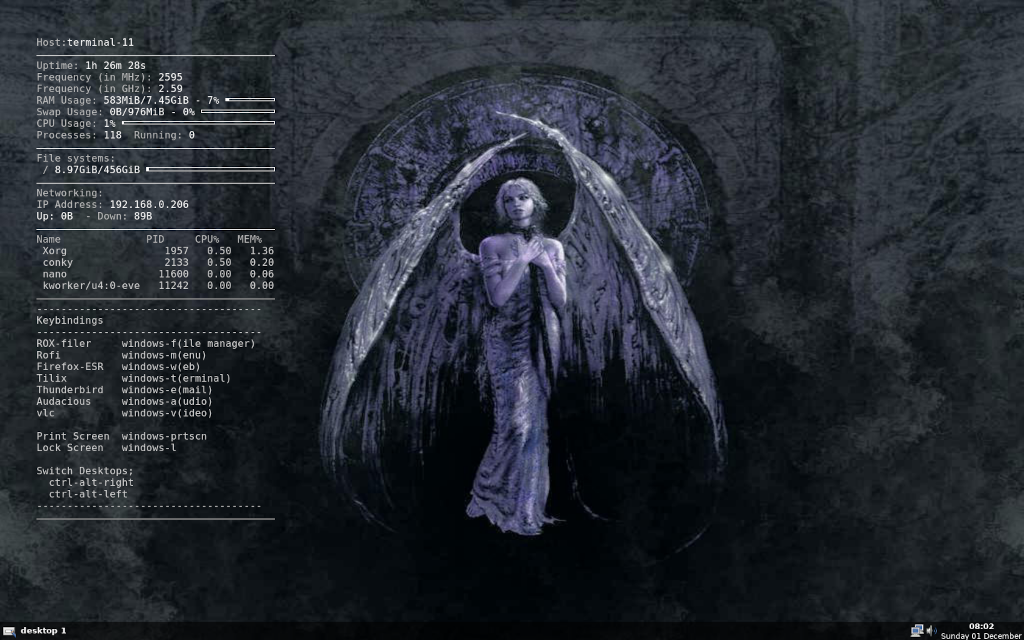 Host:terminal-11
Uptime: 1h 26m 28s
Frequency (in MHz): 2595
Frequency (in GHz): 2.59
RAM Usage: 583MiB/7.45GiB - 7%
Swap Usage: 0B/976MiB - 0%
CPU Usage: 1%
Processes: 118  Running: 0
File systems:
/ 8.97GiB/456GiB
Networking:
IP Address: 192.168.0.206
Up: 0B  - Down: 89B
Name PID CPU% MEM%
Xorg 1957 0.50 1.36
conky 2133 0.50 0.20
nano 11600 0.00 0.06
kworker/u4:0-eve 11242 0.00 0.00
-------------------------------------
Keybindings
-------------------------------------
ROX-filer windows-f(ile manager)
Rofi windows-m(enu)
Firefox-ESR windows-w(eb)
Tilix windows-t(erminal)
Thunderbird windows-e(mail)
Audacious windows-a(udio)
vlc windows-v(ideo)
Print Screen windows-prtscn
Lock Screen windows-l
Switch Desktops;
ctrl-alt-right
ctrl-alt-left
-------------------------------------
desktop 1
08:02
Sunday 01 December